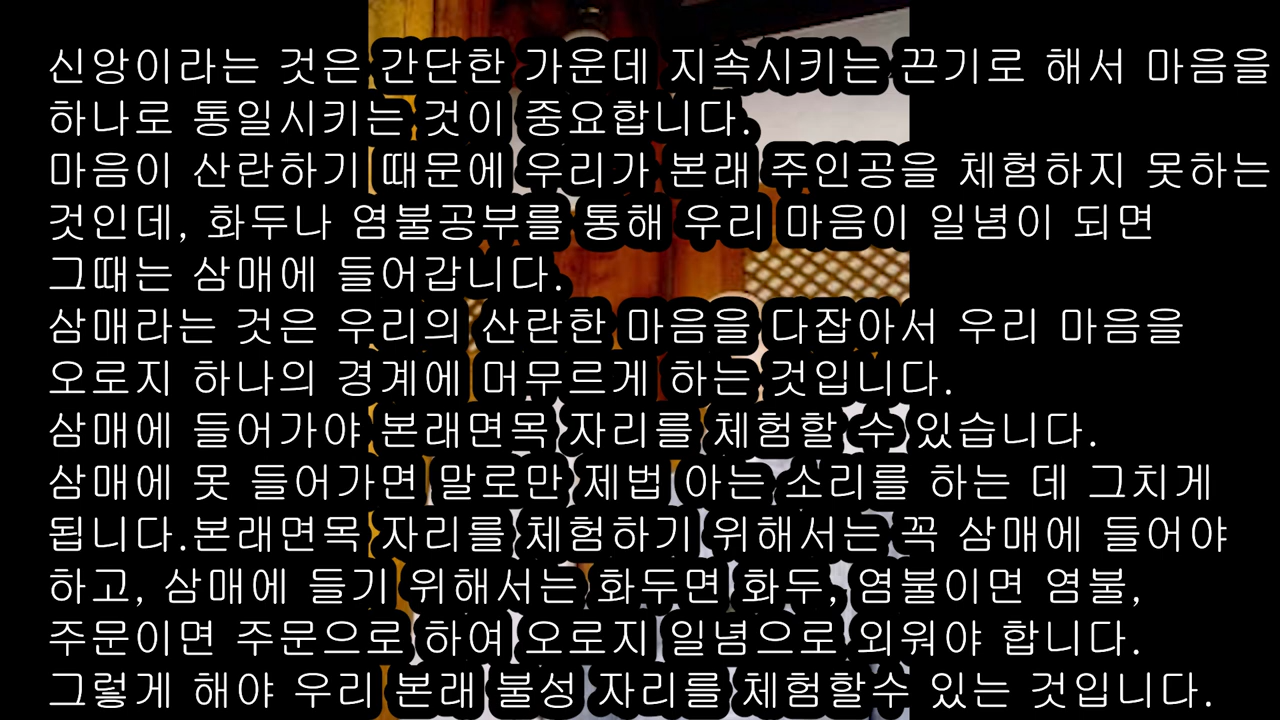 신앙이라는 것은 간단한 가운데 지속시키는 끈기로 해서 마음을
하나로 통일시키는 것이 중요합니다.
마음이 산란하기 때문에 우리가 본래 주인공을 체험하지 못하는
것인데, 화두나 염불공부를 통해 우리 마음이 일념이 되면
그때는 삼매에 들어갑니다.
삼매라는 것은 우리의 산란한 마음을 다잡아서 우리 마음을
오로지 하나의 경계에 머무르게 하는 것입니다.
삼매에 들어가야 본래면목 자리를 체험할 수 있습니다.
삼매에 못 들어가면 말로만 제법 아는 소리를 하는 데 그치게
됩니다.본래면목 자리를 체험하기 위해서는 꼭 삼매에 들어야
하고, 삼매에 들기 위해서는 화두면 화두, 염불이면 염불,
주문이면 주문으로 하여 오로지 일념으로 외워야 합니다.
그렇게 해야 우리 본래 불성 자리를 체험할수 있는 것입니다.